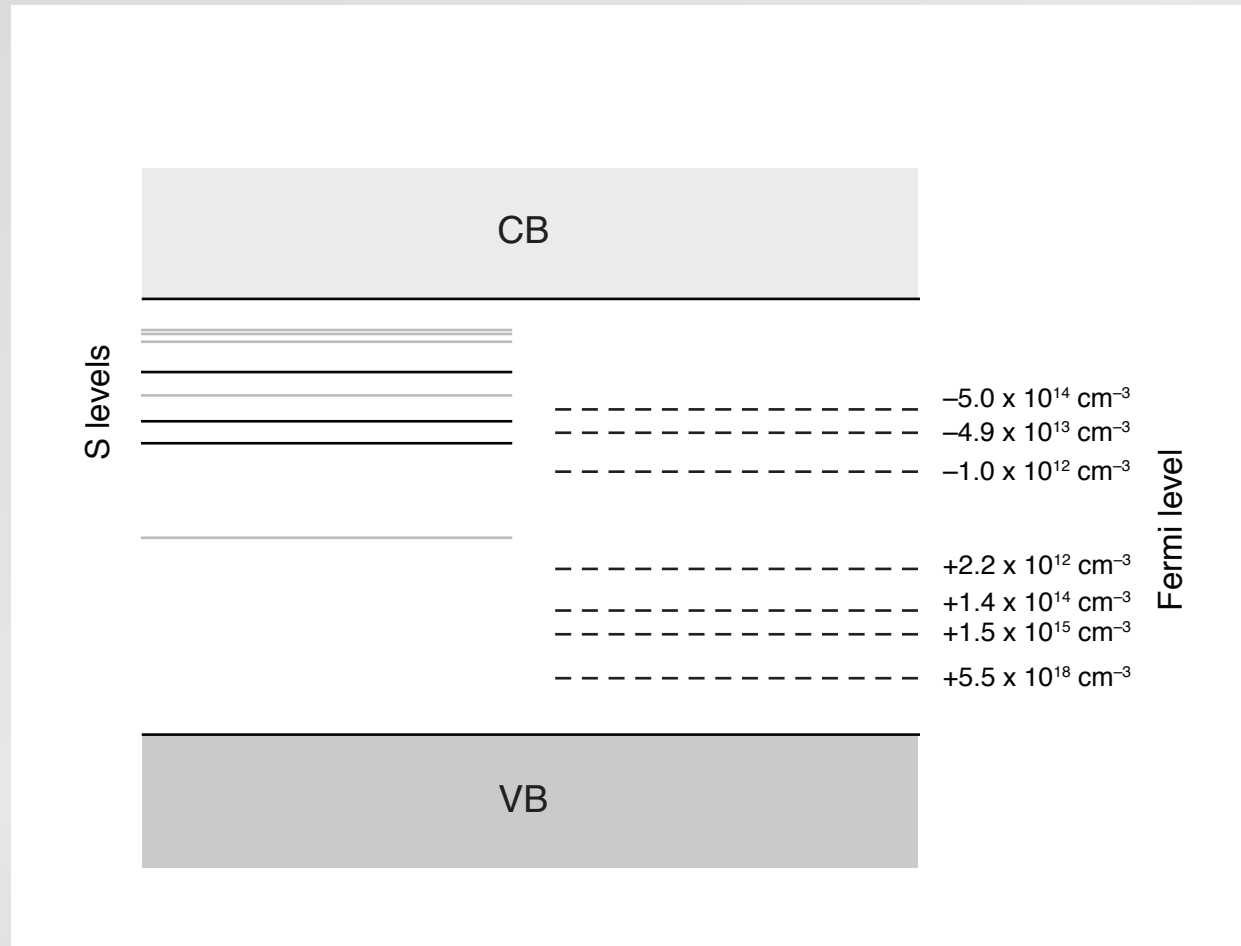 CB
S levels
–5.0 x 10¹⁴ cm⁻³
–4.9 x 10¹³ cm⁻³
–1.0 x 10¹² cm⁻³
+2.2 x 10¹² cm⁻³
+1.4 x 10¹⁴ cm⁻³
+1.5 x 10¹⁵ cm⁻³
+5.5 x 10¹⁸ cm⁻³
Fermi level
VB